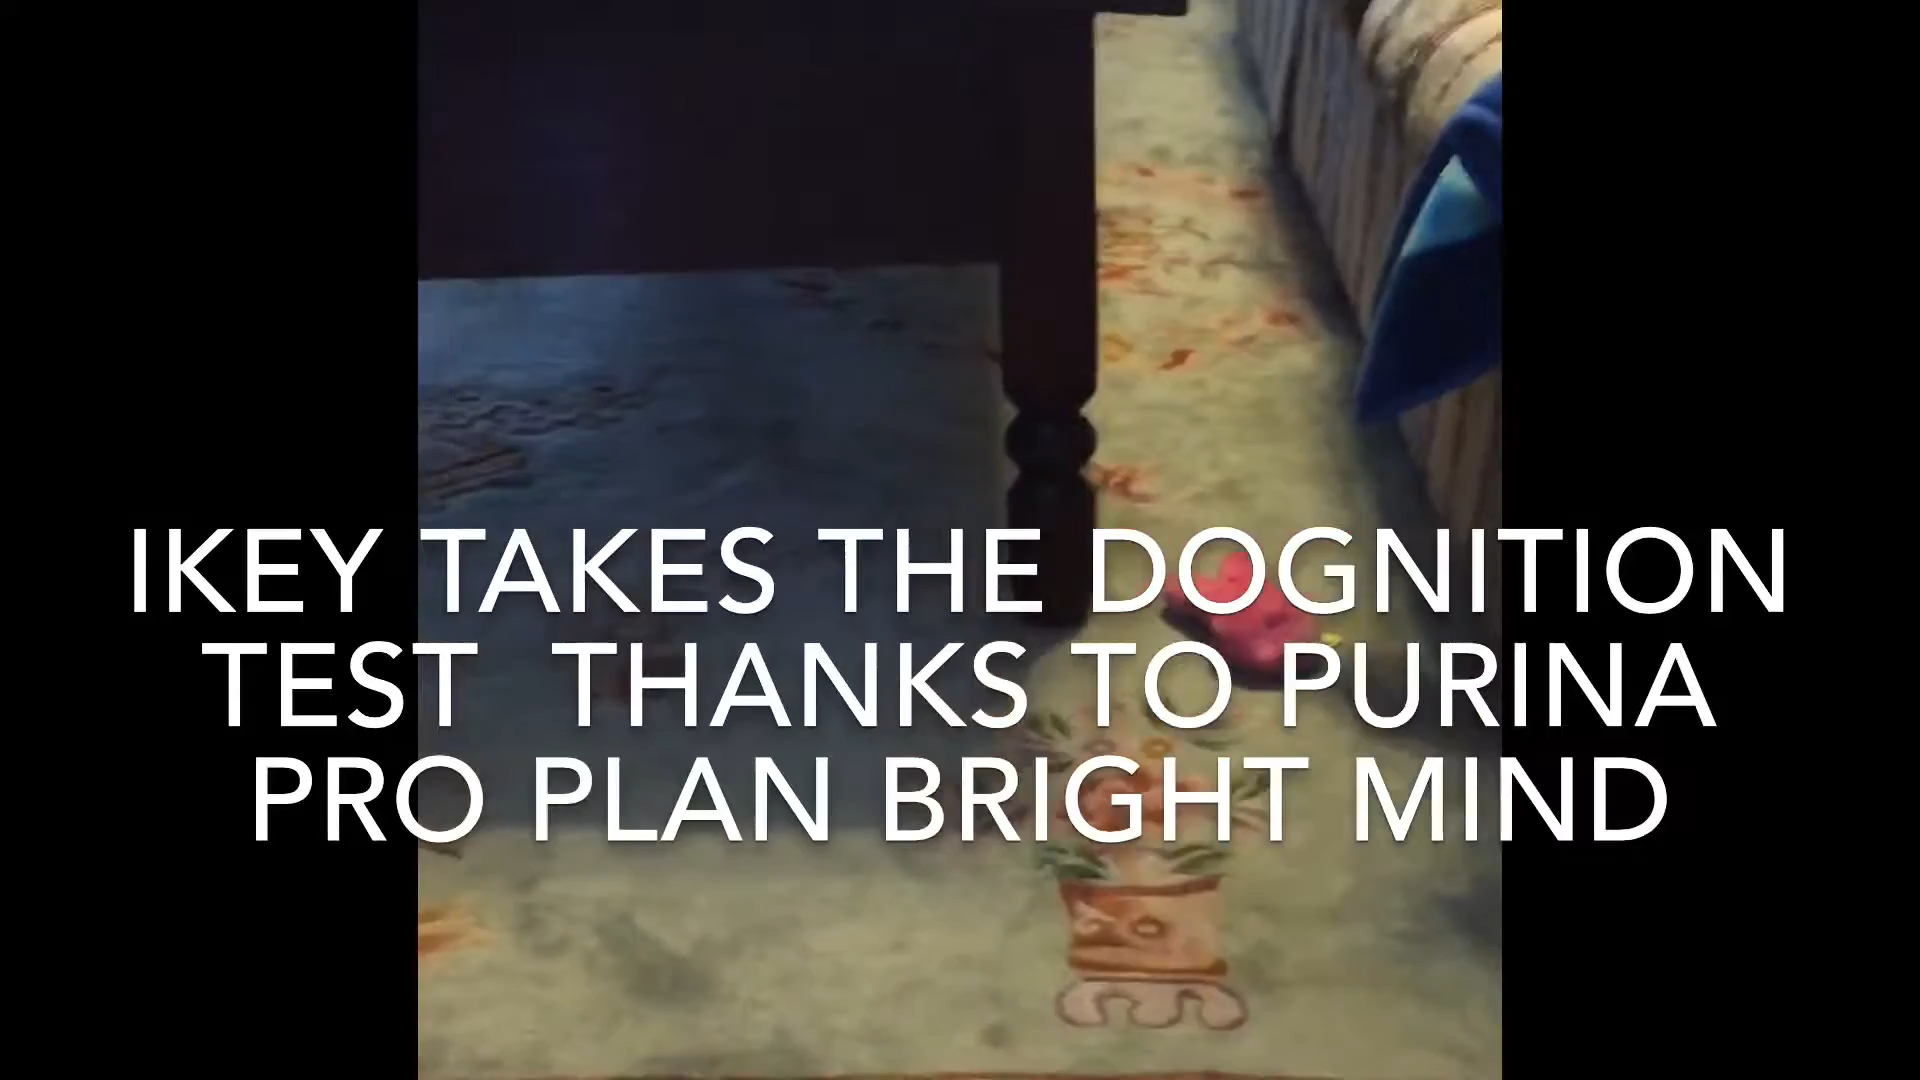 IKEY TAKES THE DOGNITION
TEST  THANKS TO PURINA
PRO PLAN BRIGHT MIND